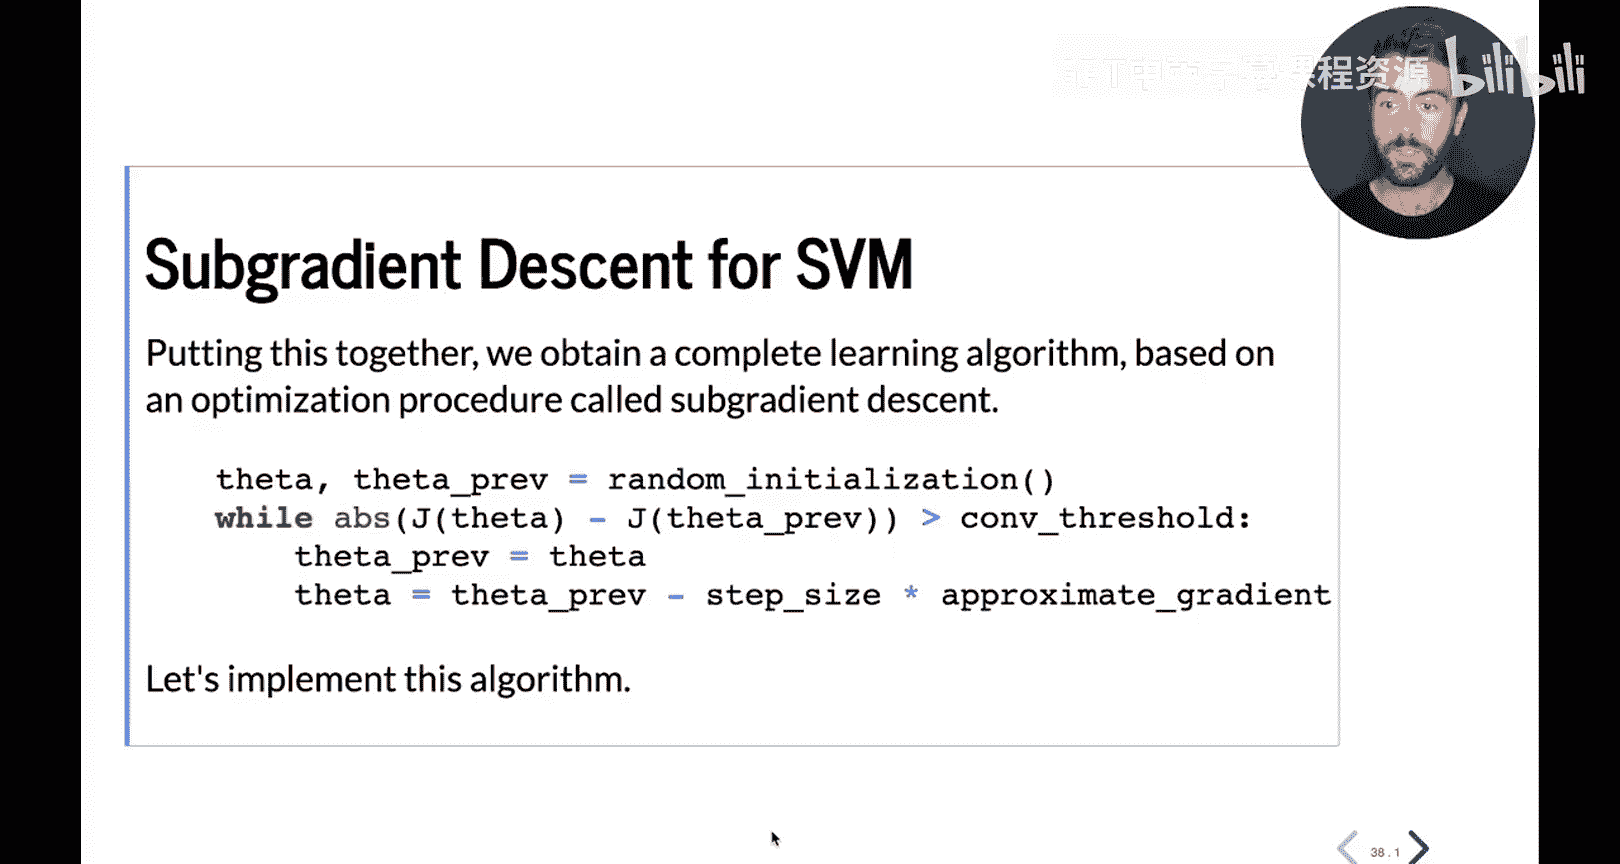 课程资源 bilibili
Subgradient Descent for SVM
Putting this together, we obtain a complete learning algorithm, based on
an optimization procedure called subgradient descent.
theta, theta_prev = random_initialization()
while abs(J(theta) - J(theta_prev)) > conv_threshold:
theta_prev = theta
theta = theta_prev - step_size * approximate_gradient
Let's implement this algorithm.
38.1